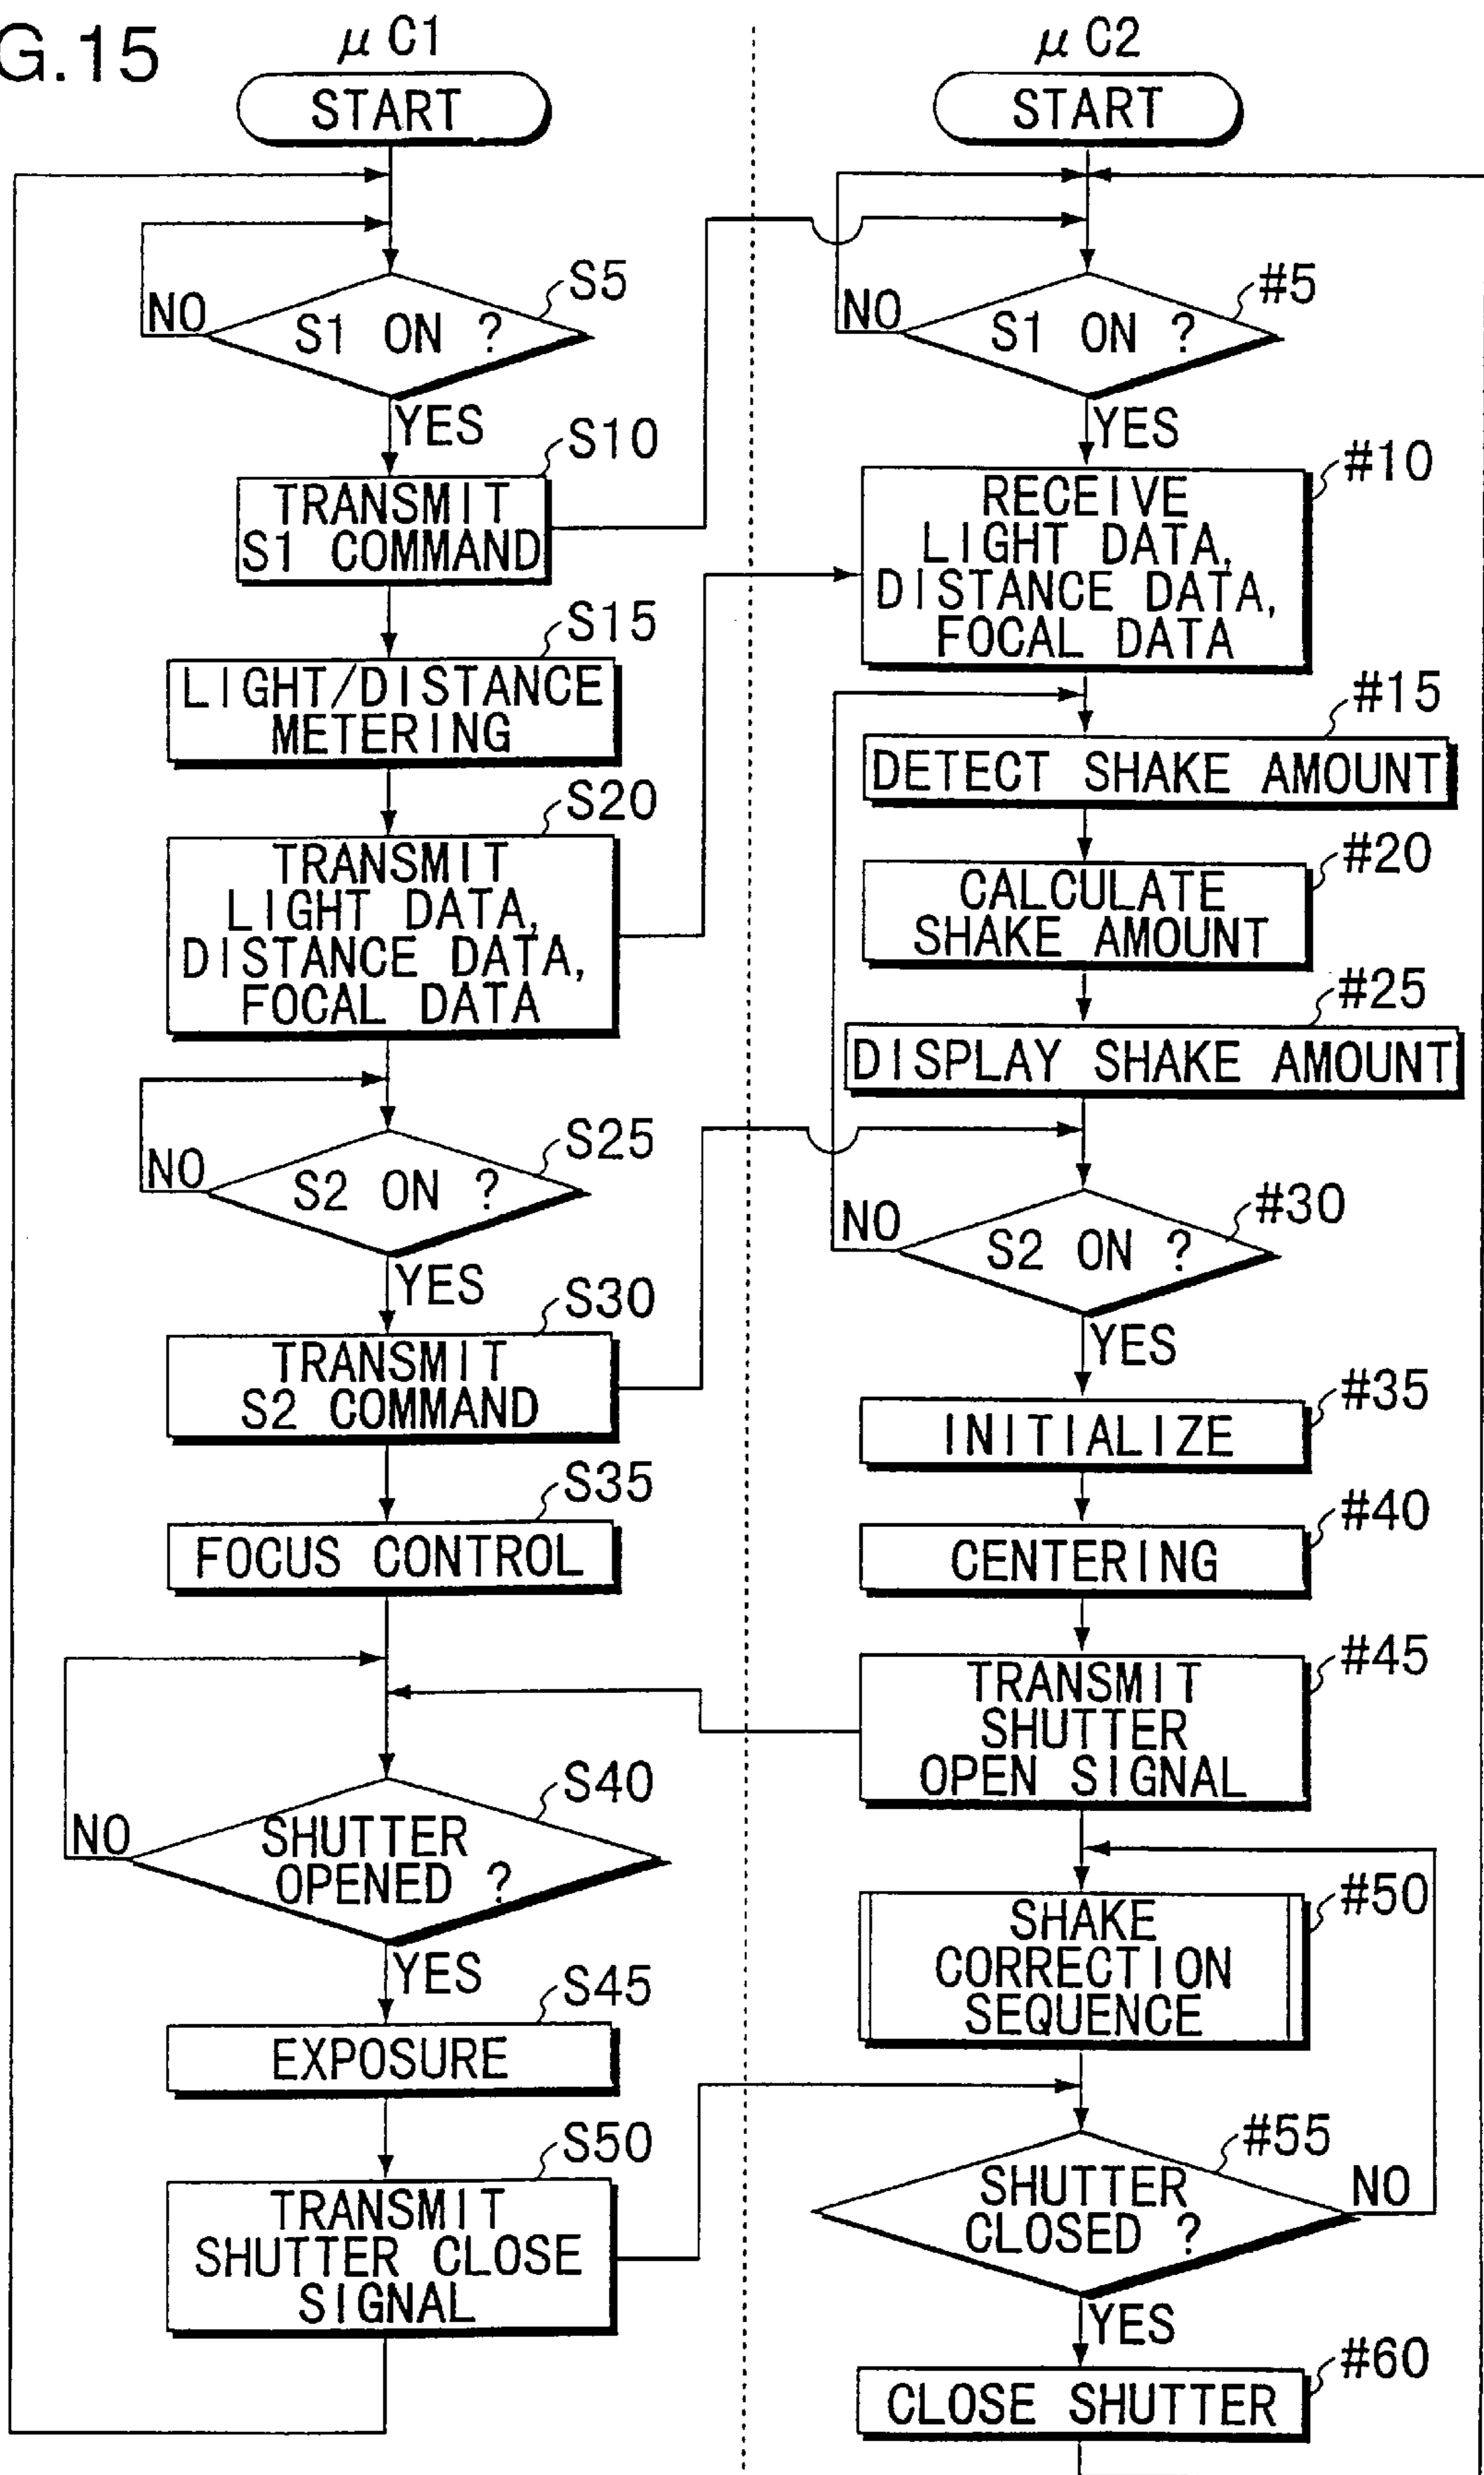 G.15
μC1
START
S5
NO
S1 ON ?
YES
S10
TRANSMIT
S1 COMMAND
S15
LIGHT/DISTANCE
METERING
S20
TRANSMIT
LIGHT DATA,
DISTANCE DATA,
FOCAL DATA
S25
NO
S2 ON ?
YES
S30
TRANSMIT
S2 COMMAND
S35
FOCUS CONTROL
S40
NO
SHUTTER
OPENED ?
YES
S45
EXPOSURE
S50
TRANSMIT
SHUTTER CLOSE
SIGNAL
μC2
START
#5
NO
S1 ON ?
YES
#10
RECEIVE
LIGHT DATA,
DISTANCE DATA,
FOCAL DATA
#15
DETECT SHAKE AMOUNT
#20
CALCULATE
SHAKE AMOUNT
#25
DISPLAY SHAKE AMOUNT
#30
NO
S2 ON ?
YES
#35
INITIALIZE
#40
CENTERING
#45
TRANSMIT
SHUTTER
OPEN SIGNAL
#50
SHAKE
CORRECTION
SEQUENCE
#55
SHUTTER
CLOSED ?
NO
YES
#60
CLOSE SHUTTER